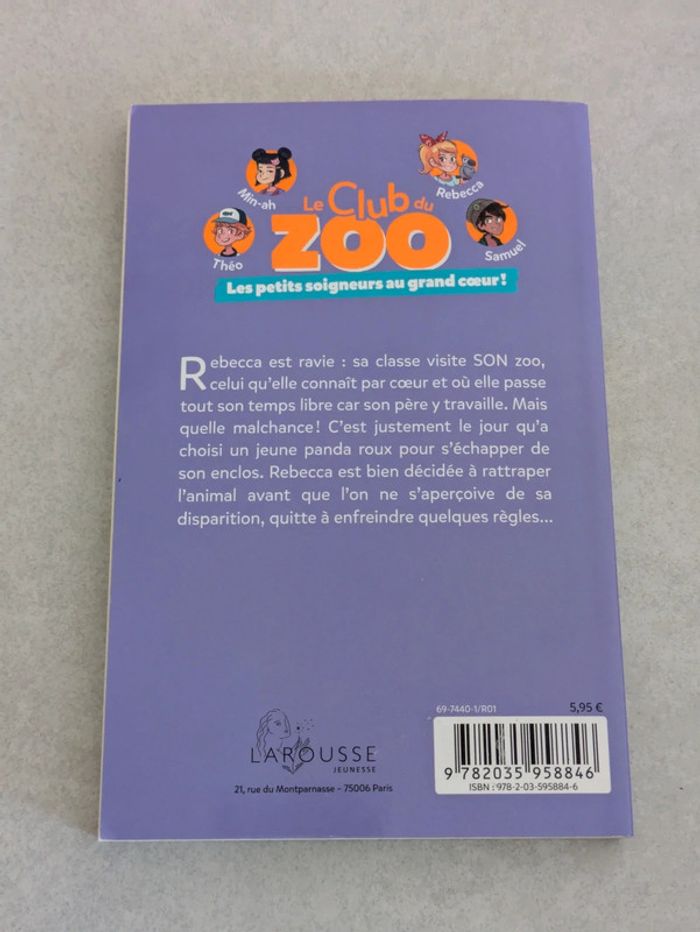 Min-ah
Rebecca
Théo
Samuel
Le Club du
ZOO
Les petits soigneurs au grand cœur !
Rebecca est ravie : sa classe visite SON zoo,
celui qu'elle connaît par cœur et où elle passe
tout son temps libre car son père y travaille. Mais
quelle malchance ! C'est justement le jour qu'a
choisi un jeune panda roux pour s'échapper de
son enclos. Rebecca est bien décidée à rattraper
l'animal avant que l'on ne s'aperçoive de sa
disparition, quitte à enfreindre quelques règles...
69-7440-1/R01
5,95 €
LAROUSSE
JEUNESSE
21, rue du Montparnasse - 75006 Paris
9 782035 958846
ISBN : 978-2-03-595884-6